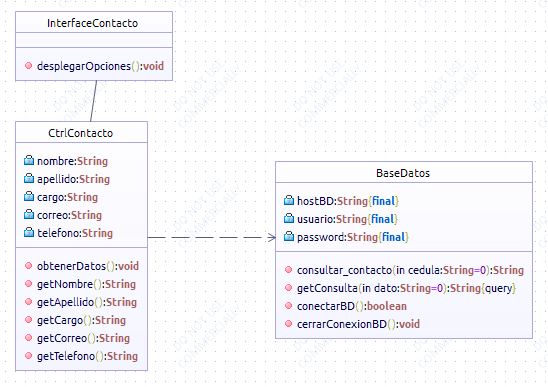 InterfaceContacto
desplegarOpciones():void
CtrlContacto
nombre:String
apellido:String
cargo:String
correo:String
telefono:String
obtenerDatos():void
getNombre():String
getApellido():String
getCargo():String
getCorreo():String
getTelefono():String
BaseDatos
hostBD:String{final}
usuario:String{final}
password:String{final}
consultar_contacto(in cedula:String=0):String
getConsulta(in dato:String=0):String{query}
conectarBD():boolean
cerrarConexionBD():void